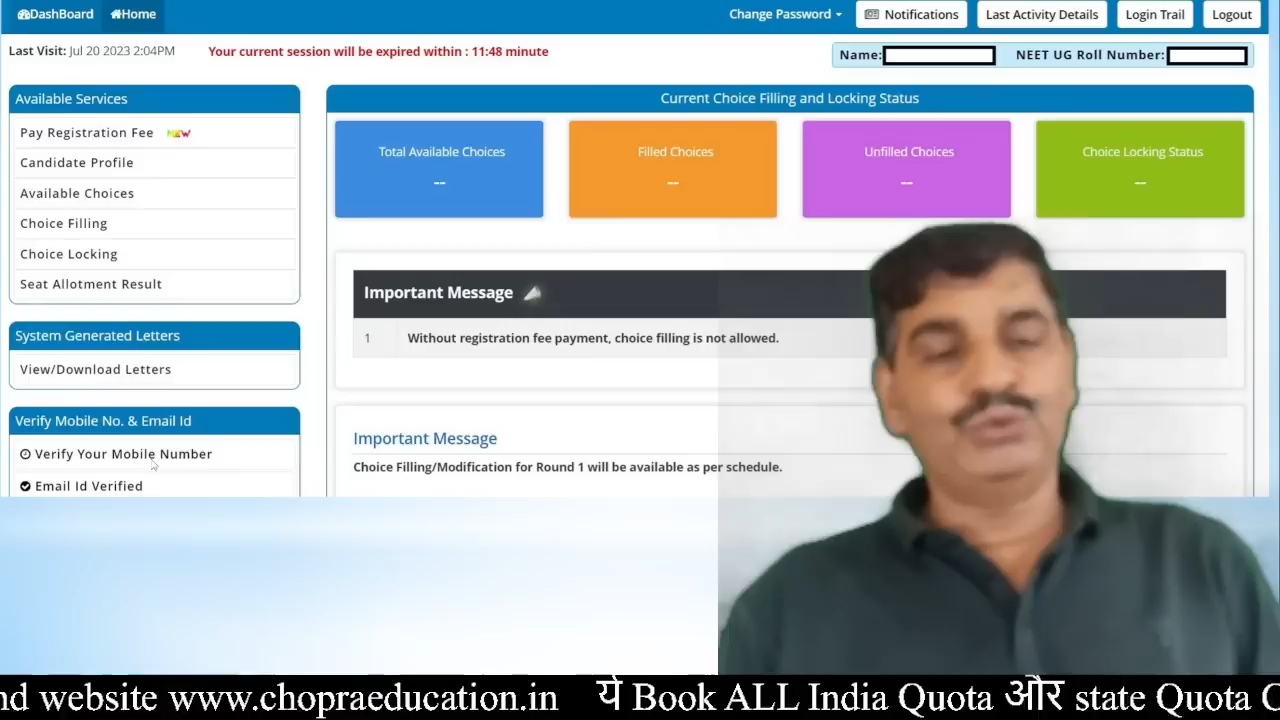 DashBoard Home Change Password Notifications Last Activity Details Login Trail Logout
Last Visit: Jul 20 2023 2:04PM Your current session will be expired within : 11:48 minute Name: NEET UG Roll Number:
Available Services
Pay Registration Fee NEW
Candidate Profile
Available Choices
Choice Filling
Choice Locking
Seat Allotment Result
System Generated Letters
View/Download Letters
Verify Mobile No. & Email Id
Verify Your Mobile Number
Email Id Verified
Current Choice Filling and Locking Status
Total Available Choices
--
Filled Choices
--
Unfilled Choices
--
Choice Locking Status
--
Important Message
1 Without registration fee payment, choice filling is not allowed.
Important Message
Choice Filling/Modification for Round 1 will be available as per schedule.
nd website www.chopraeducation.in ये Book ALL India Quota और state Quota C